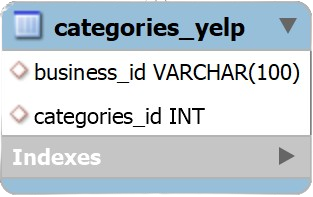 categories_yelp
business_id VARCHAR(100)
categories_id INT
Indexes